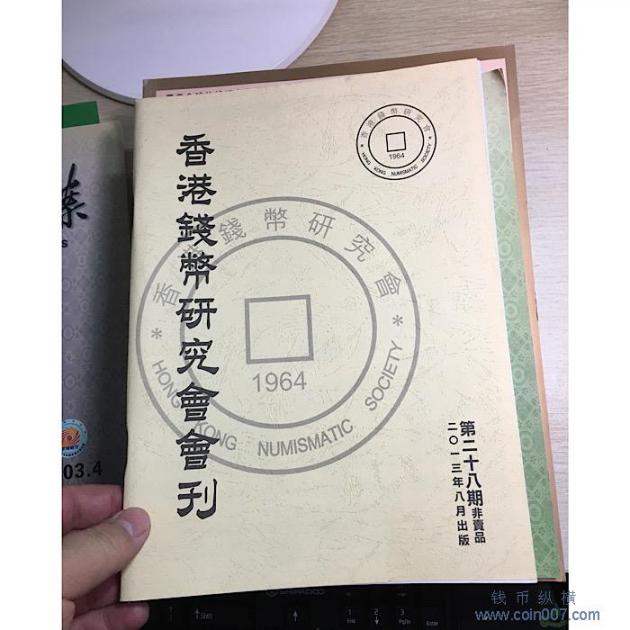 香港錢幣研究會會刊
香港錢幣研究會
1964
HONG KONG NUMISMATIC SOCIETY
香港錢幣研究會
1964
HONG KONG NUMISMATIC SOCIETY
第二十八期非賣品
二〇一三年八月出版
03.4
钱币纵横
www.coin007.com